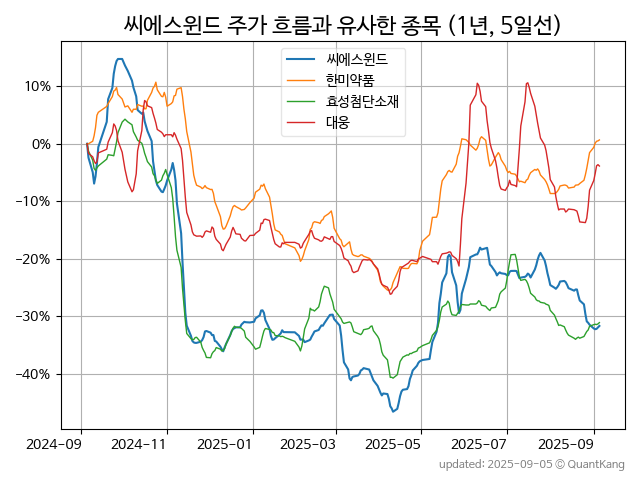 씨에스윈드 주가 흐름과 유사한 종목 (1년, 5일선)
씨에스윈드
한미약품
효성첨단소재
대웅
10%
0%
−10%
−20%
−30%
−40%
2024-09 2024-11 2025-01 2025-03 2025-05 2025-07 2025-09
updated: 2025-09-05 © QuantKang